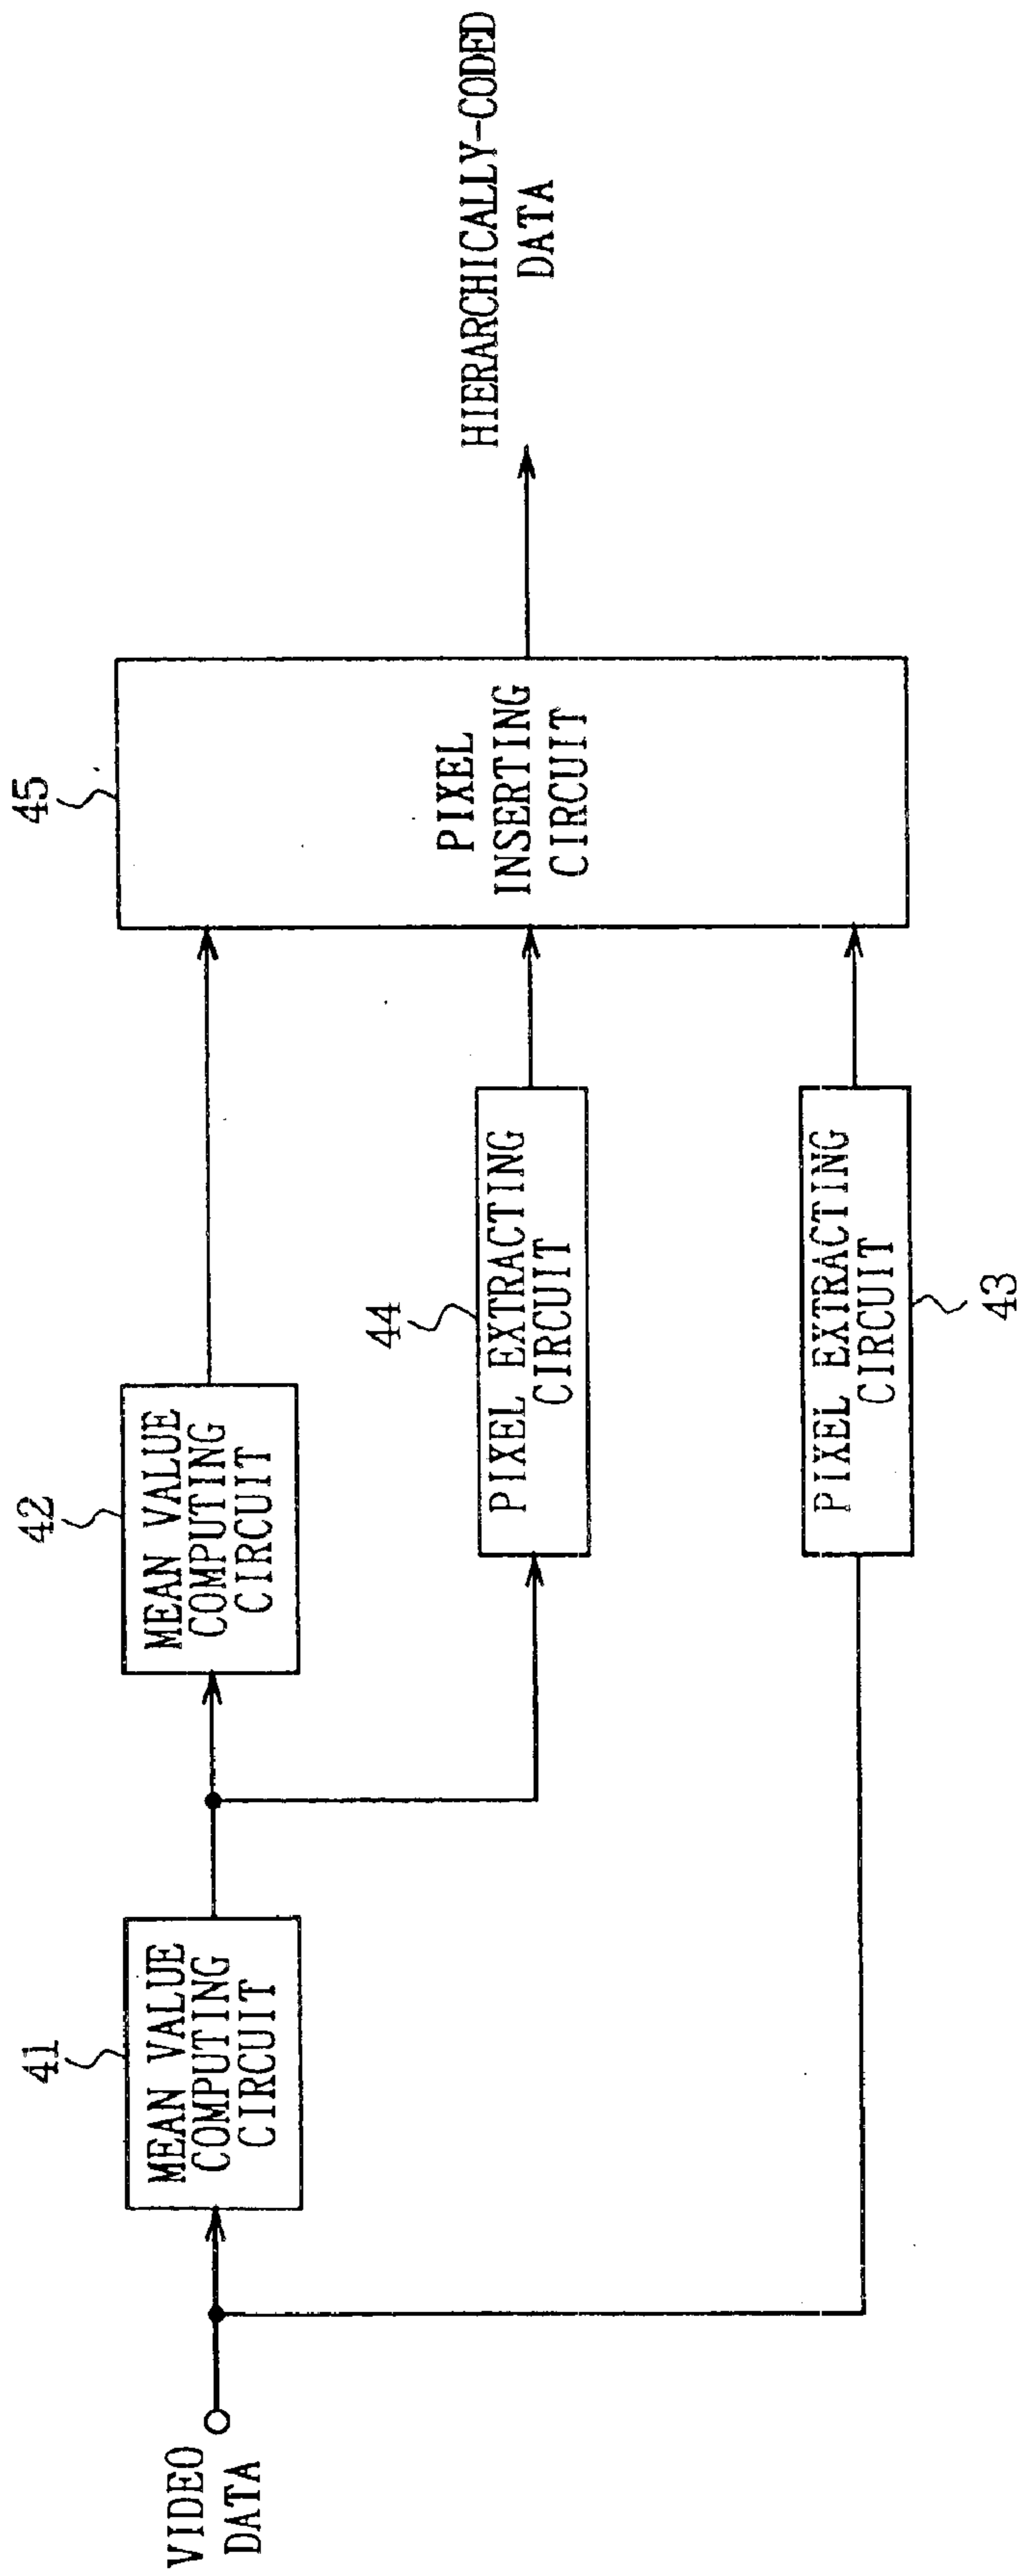 VIDEO
DATA
41
MEAN VALUE
COMPUTING
CIRCUIT
42
MEAN VALUE
COMPUTING
CIRCUIT
44
PIXEL EXTRACTING
CIRCUIT
PIXEL EXTRACTING
CIRCUIT
43
45
PIXEL
INSERTING
CIRCUIT
HIERARCHICALLY-CODED
DATA